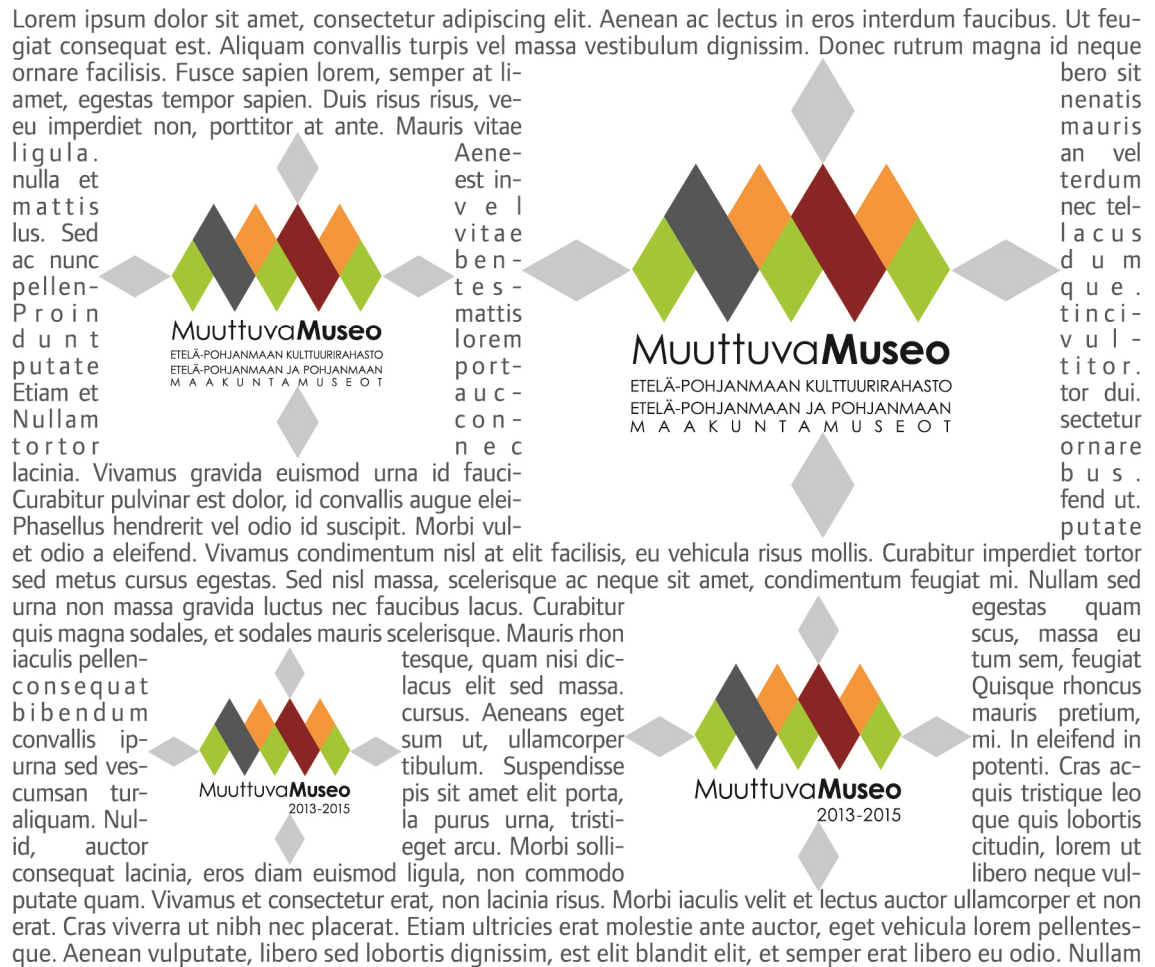 Lorem ipsum dolor sit amet, consectetur adipiscing elit. Aenean ac lectus in eros interdum faucibus. Ut feu-
giat consequat est. Aliquam convallis turpis vel massa vestibulum dignissim. Donec rutrum magna id neque
ornare facilisis. Fusce sapien lorem, semper at li- bero sit
amet, egestas tempor sapien. Duis risus risus, ve- nenatis
eu imperdiet non, porttitor at ante. Mauris vitae mauris
ligula. Aene- an vel
nulla et est in- terdum
mattis vel nec tel-
lus. Sed vitae lacus
ac nunc ben- dum
pellen- tes- que.
Proin mattis tinci-
dunt lorem vul-
putate port- titor.
Etiam et auc- tor dui.
Nullam con- sectetur
tortor nec ornare
lacinia. Vivamus gravida euismod urna id fauci- bus.
Curabitur pulvinar est dolor, id convallis augue elei- fend ut.
Phasellus hendrerit vel odio id suscipit. Morbi vul- putate
MuuttuvaMuseo
ETELÄ-POHJANMAAN KULTTUURIRAHASTO
ETELÄ-POHJANMAAN JA POHJANMAAN
MAAKUNTAMUSEOT
MuuttuvaMuseo
ETELÄ-POHJANMAAN KULTTUURIRAHASTO
ETELÄ-POHJANMAAN JA POHJANMAAN
MAAKUNTAMUSEOT
et odio a eleifend. Vivamus condimentum nisl at elit facilisis, eu vehicula risus mollis. Curabitur imperdiet tortor
sed metus cursus egestas. Sed nisl massa, scelerisque ac neque sit amet, condimentum feugiat mi. Nullam sed
urna non massa gravida luctus nec faucibus lacus. Curabitur egestas quam
quis magna sodales, et sodales mauris scelerisque. Mauris rhon scus, massa eu
iaculis pellen- tesque, quam nisi dic- tum sem, feugiat
consequat lacus elit sed massa. Quisque rhoncus
bibendum cursus. Aeneans eget mauris pretium,
convallis ip- sum ut, ullamcorper mi. In eleifend in
urna sed ves- tibulum. Suspendisse potenti. Cras ac-
cumsan tur- pis sit amet elit porta, quis tristique leo
aliquam. Nul- la purus urna, tristi- que quis lobortis
id, auctor eget arcu. Morbi solli- citudin, lorem ut
consequat lacinia, eros diam euismod ligula, non commodo libero neque vul-
MuuttuvaMuseo
2013-2015
MuuttuvaMuseo
2013-2015
putate quam. Vivamus et consectetur erat, non lacinia risus. Morbi iaculis velit et lectus auctor ullamcorper et non
erat. Cras viverra ut nibh nec placerat. Etiam ultricies erat molestie ante auctor, eget vehicula lorem pellentes-
que. Aenean vulputate, libero sed lobortis dignissim, est elit blandit elit, et semper erat libero eu odio. Nullam